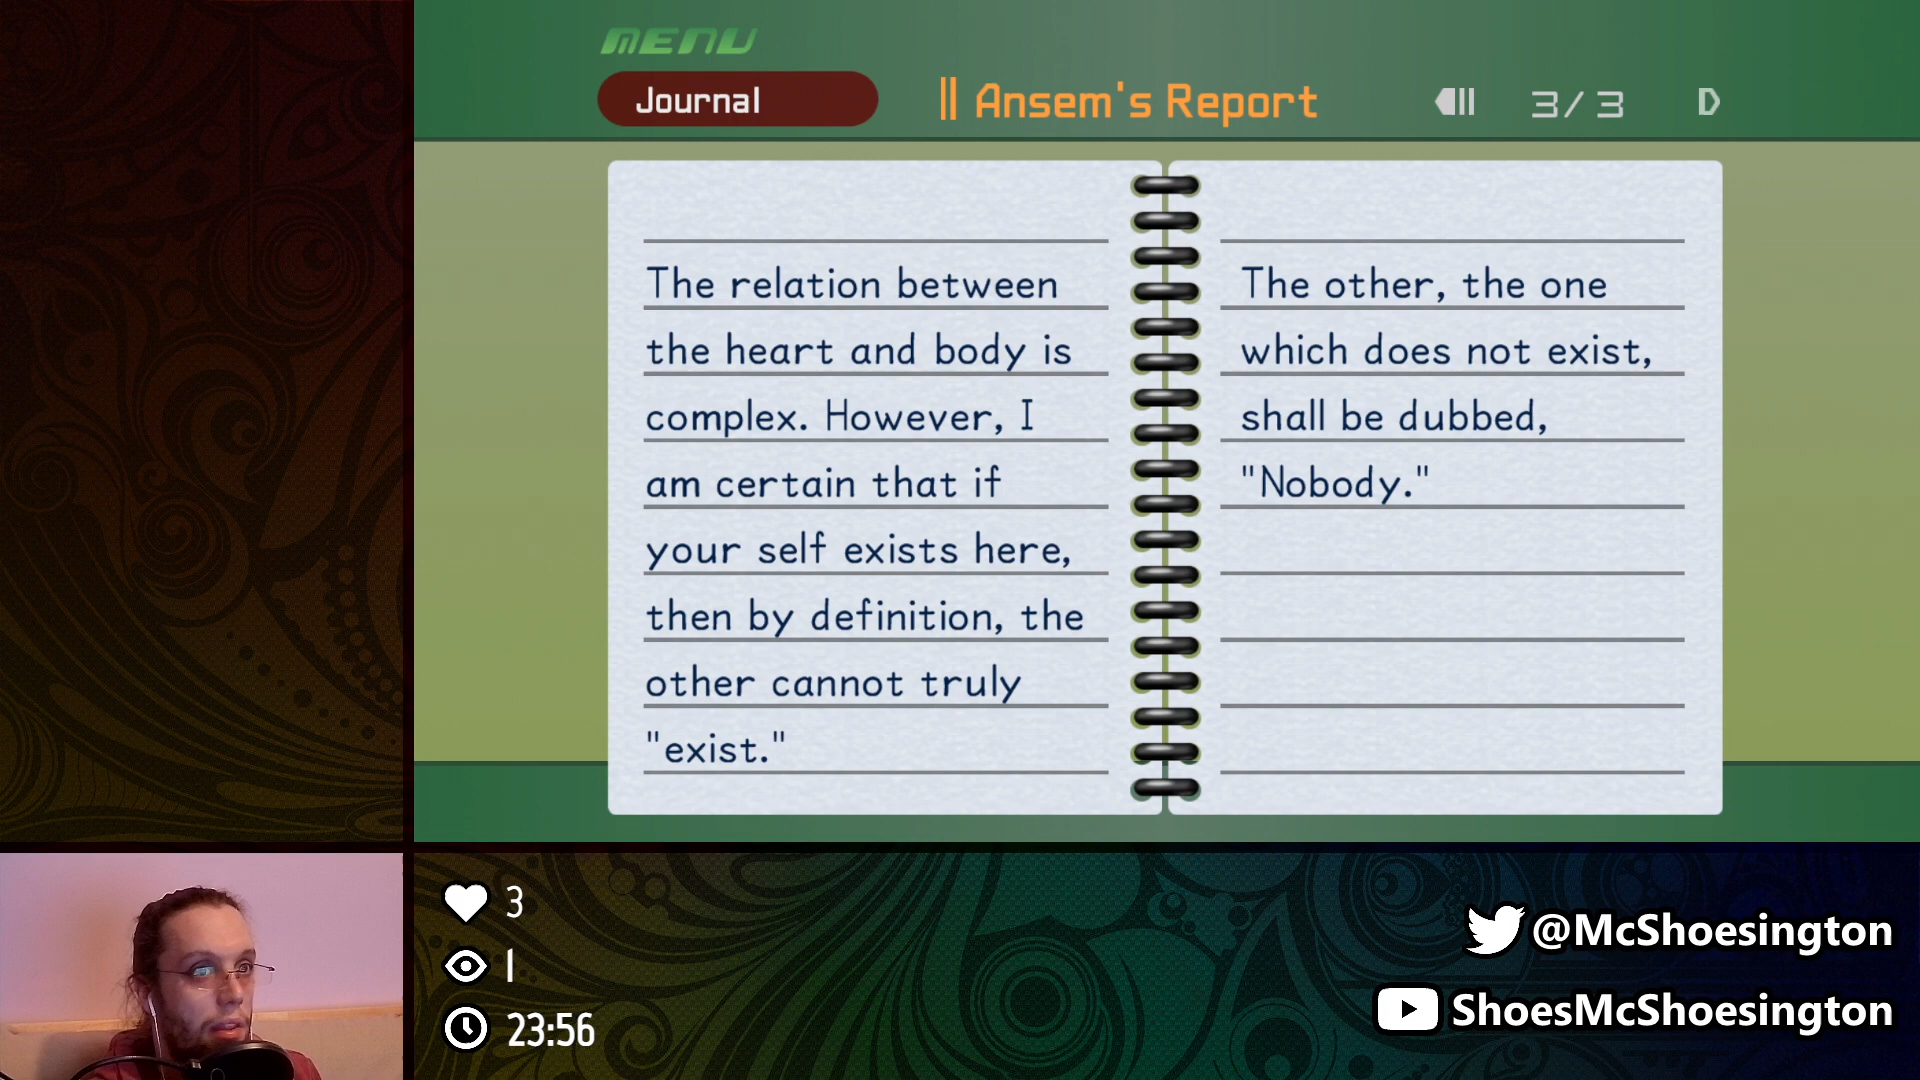 MENU
Journal
Ansem's Report
3/3
The relation between
the heart and body is
complex. However, I
am certain that if
your self exists here,
then by definition, the
other cannot truly
"exist."
The other, the one
which does not exist,
shall be dubbed,
"Nobody."
3
1
23:56
@McShoesington
ShoesMcShoesington